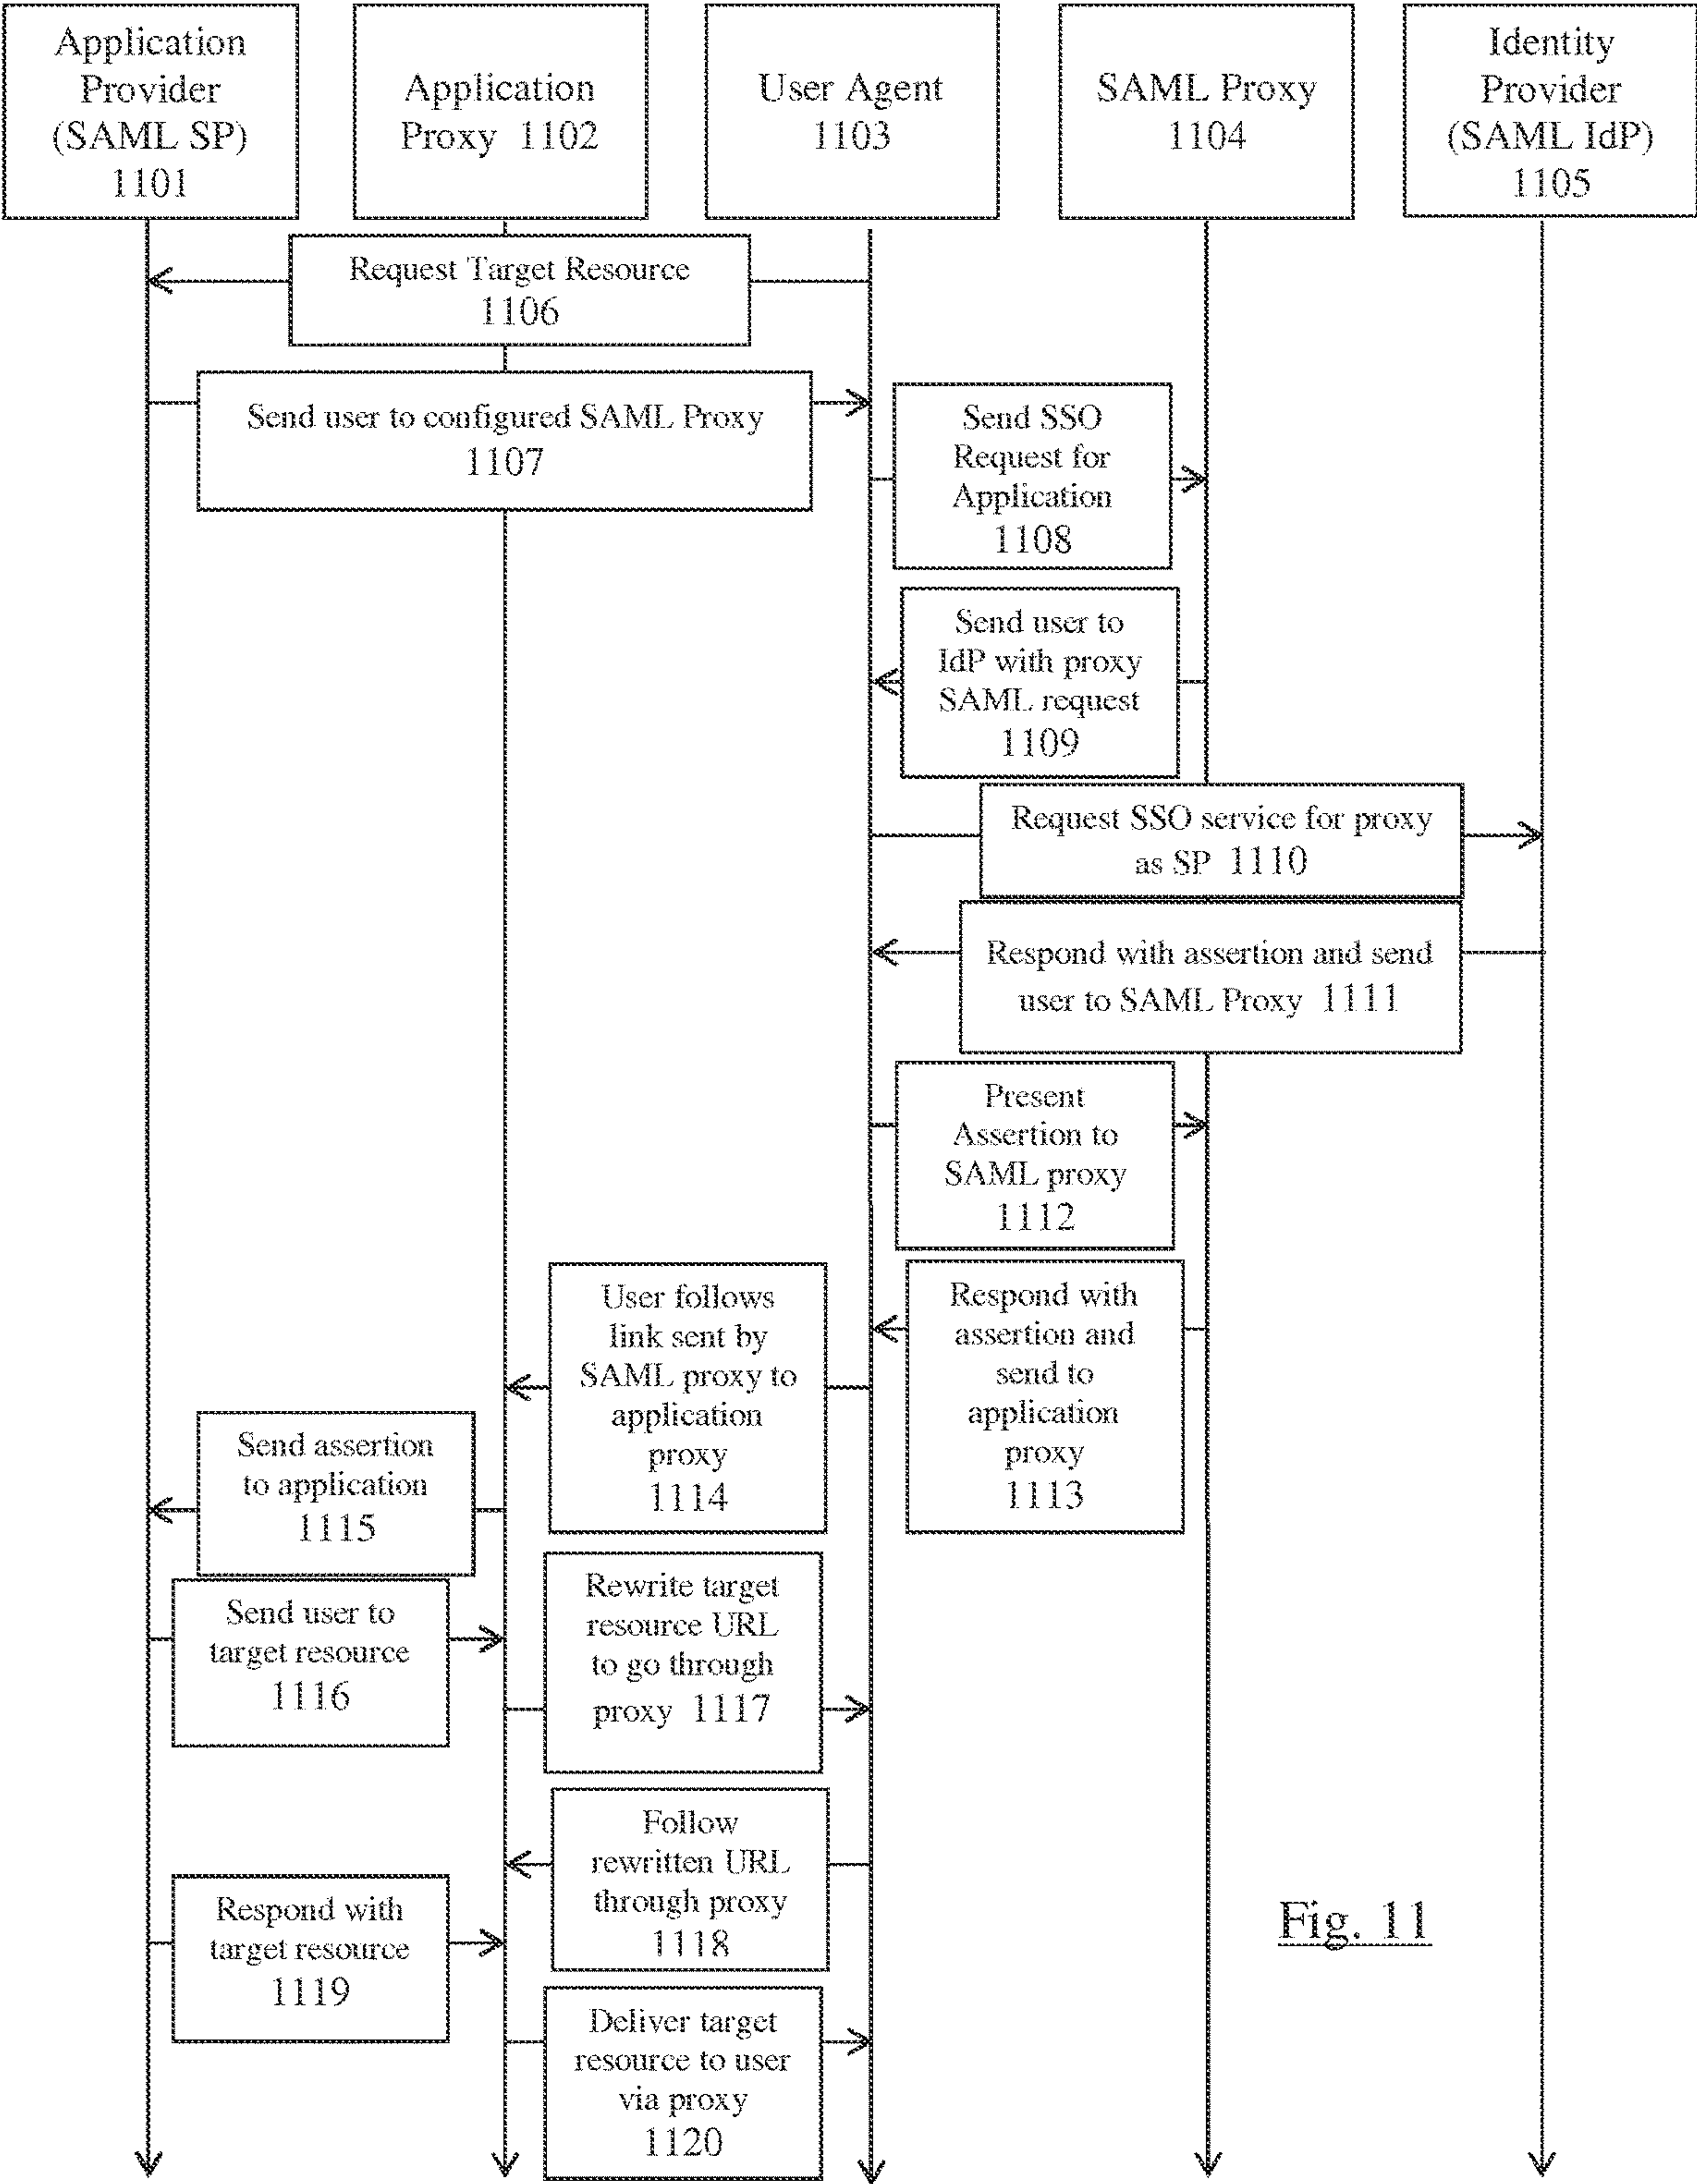 Application
Provider
(SAML SP)
1101
Application
Proxy 1102
User Agent
1103
SAML Proxy
1104
Identity
Provider
(SAML IdP)
1105
Request Target Resource
1106
Send user to configured SAML Proxy
1107
Send SSO
Request for
Application
1108
Send user to
IdP with proxy
SAML request
1109
Request SSO service for proxy
as SP 1110
Respond with assertion and send
user to SAML Proxy 1111
Present
Assertion to
SAML proxy
1112
Respond with
assertion and
send to
application
proxy
1113
User follows
link sent by
SAML proxy to
application
proxy
1114
Send assertion
to application
1115
Send user to
target resource
1116
Rewrite target
resource URL
to go through
proxy 1117
Follow
rewritten URL
through proxy
1118
Respond with
target resource
1119
Deliver target
resource to user
via proxy
1120
Fig. 11